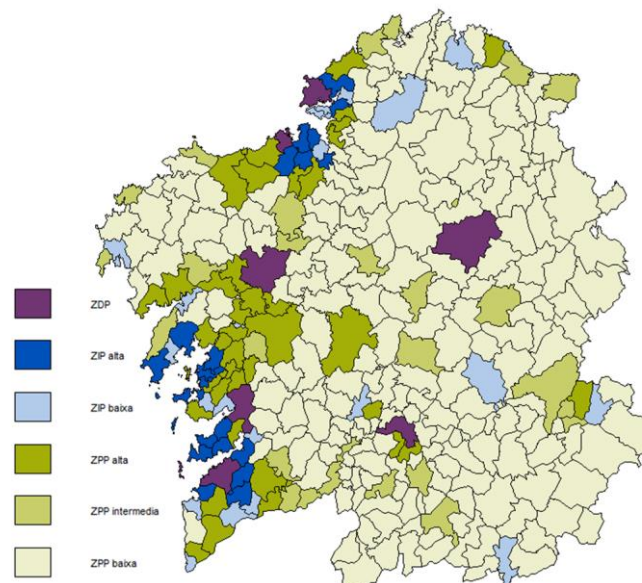 ZDP
ZIP alta
ZIP baixa
ZPP alta
ZPP intermedia
ZPP baixa